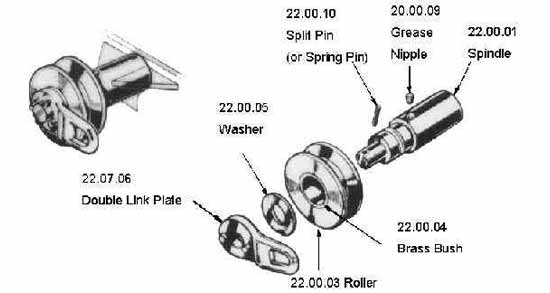 22.00.10
Split Pin
(or Spring Pin)
20.00.09
Grease
Nipple
22.00.01
Spindle
22.00.05
Washer
22.07.06
Double Link Plate
22.00.04
Brass Bush
22.00.03 Roller